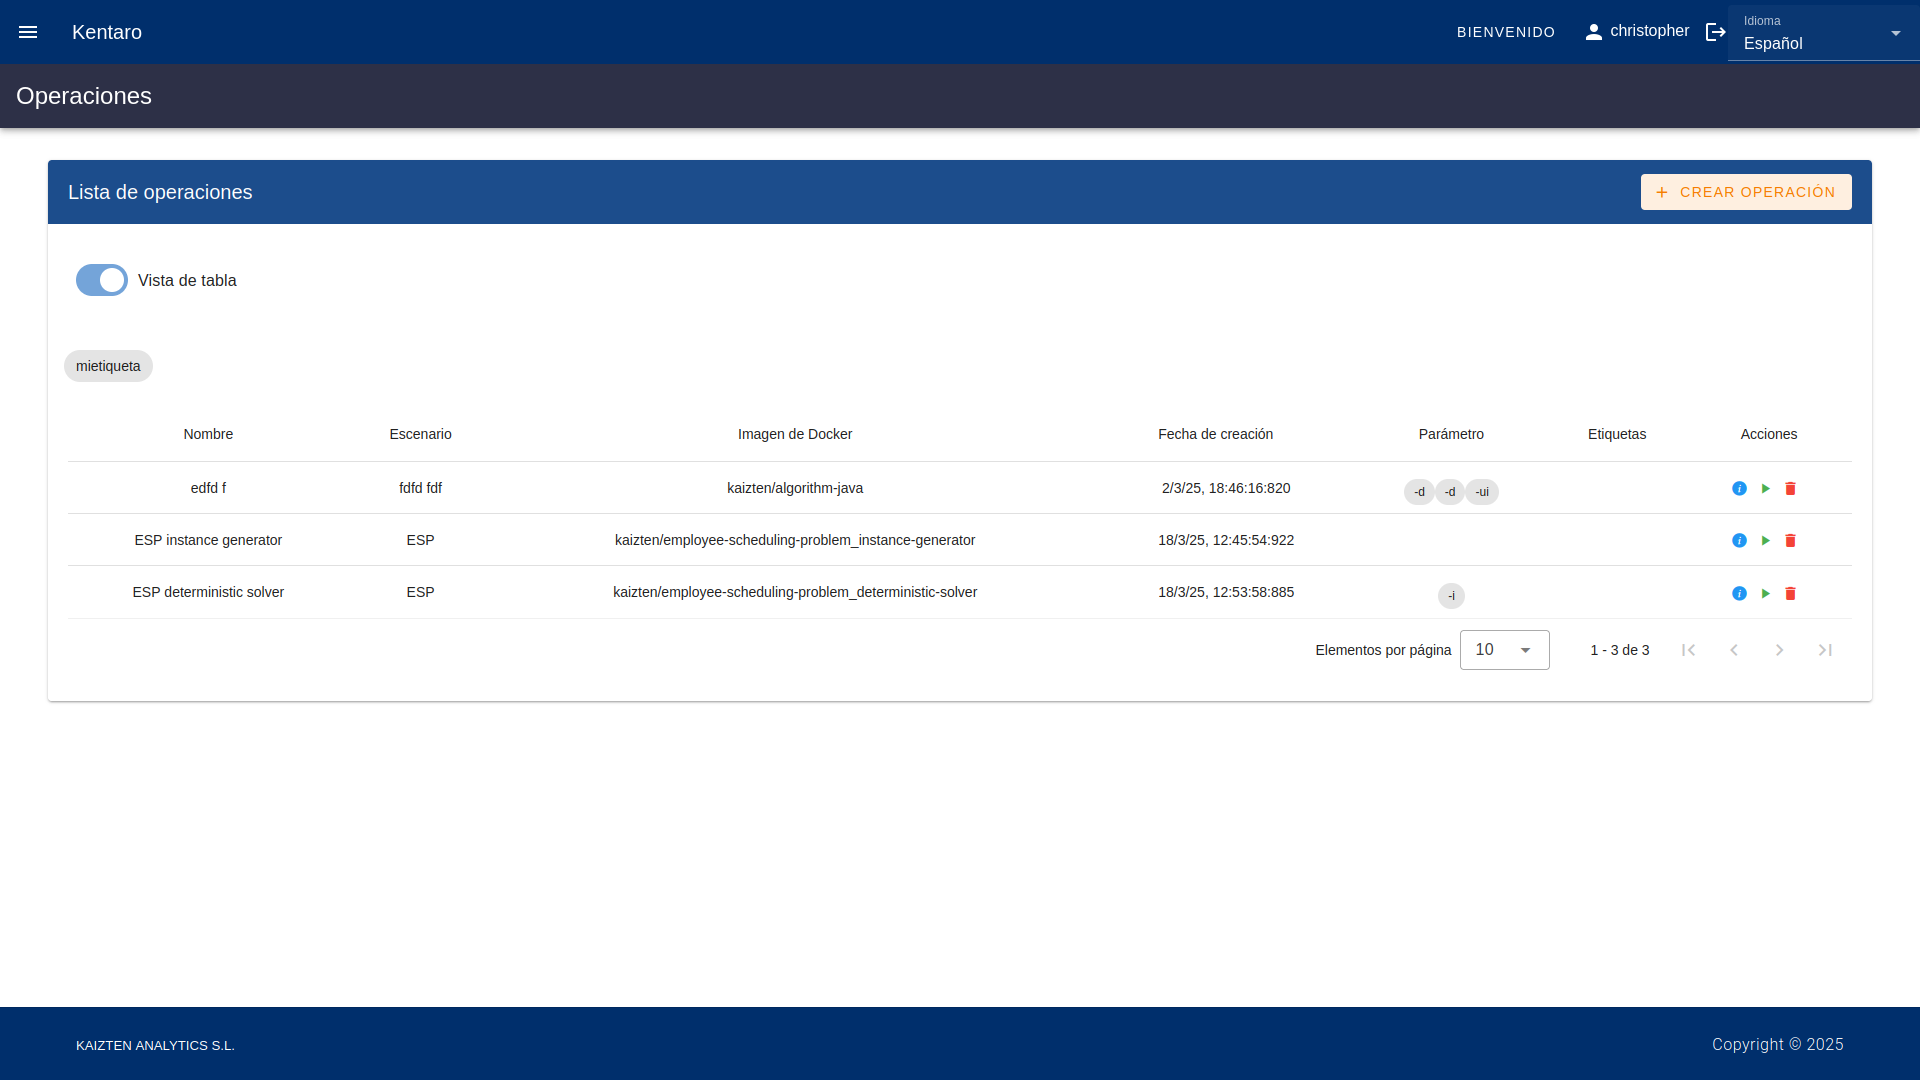 Kentaro
BIENVENIDO
christopher
Idioma
Español
Operaciones
Lista de operaciones
CREAR OPERACIÓN
Vista de tabla
mietiqueta
Nombre Escenario Imagen de Docker Fecha de creación Parámetro Etiquetas Acciones
edfd f fdfd fdf kaizten/algorithm-java 2/3/25, 18:46:16:820 -d -d -ui
ESP instance generator ESP kaizten/employee-scheduling-problem_instance-generator 18/3/25, 12:45:54:922
ESP deterministic solver ESP kaizten/employee-scheduling-problem_deterministic-solver 18/3/25, 12:53:58:885 -i
Elementos por página 10 1 - 3 de 3
KAIZTEN ANALYTICS S.L.
Copyright © 2025